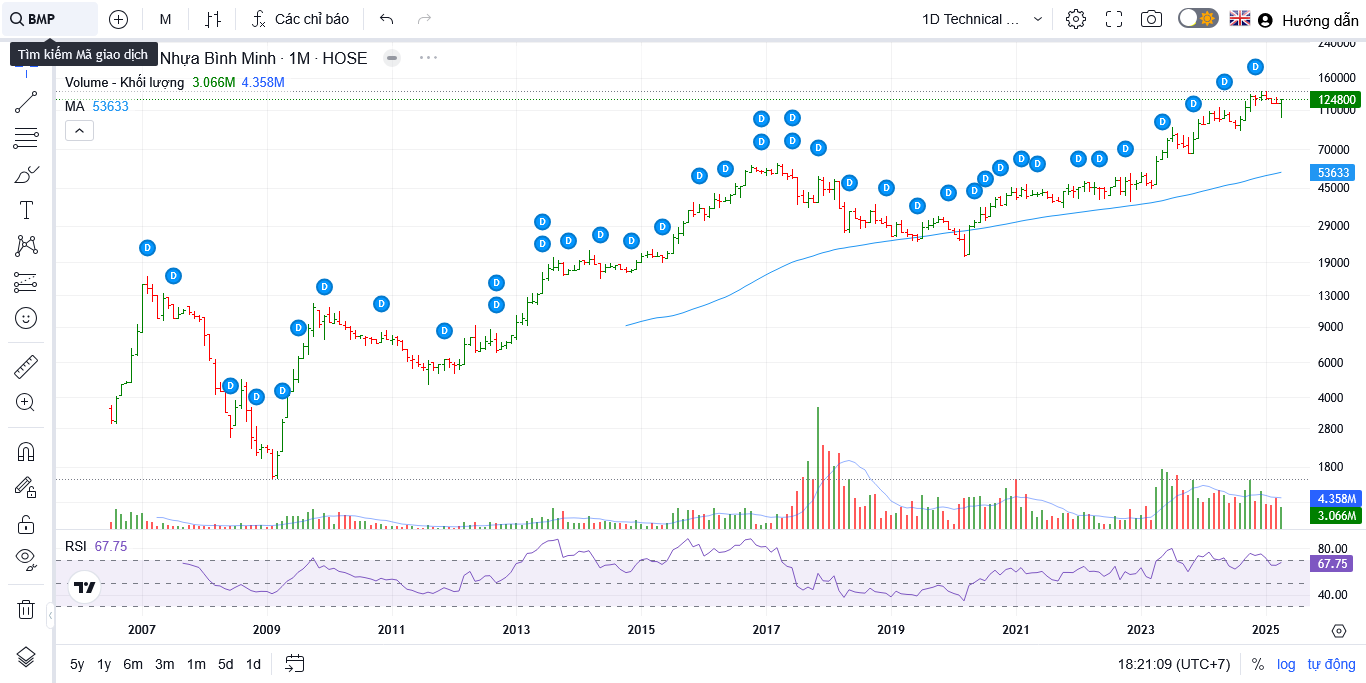 BMP
M
Các chỉ báo
1D Technical ...
Hướng dẫn
Tìm kiếm Mã giao dịch
Nhựa Bình Minh · 1M · HOSE
Volume - Khối lượng 3.066M 4.358M
MA 53633
D D D D D D D D D D D D D D D D D D D D D D D D D D D D D D D D D D D D D D D D D
240000
160000
124800
110000
70000
53633
45000
29000
19000
13000
9000
6000
4000
2800
1800
4.358M
3.066M
RSI 67.75
80.00
67.75
40.00
2007 2009 2011 2013 2015 2017 2019 2021 2023 2025
5y 1y 6m 3m 1m 5d 1d
18:21:09 (UTC+7) % log tự động